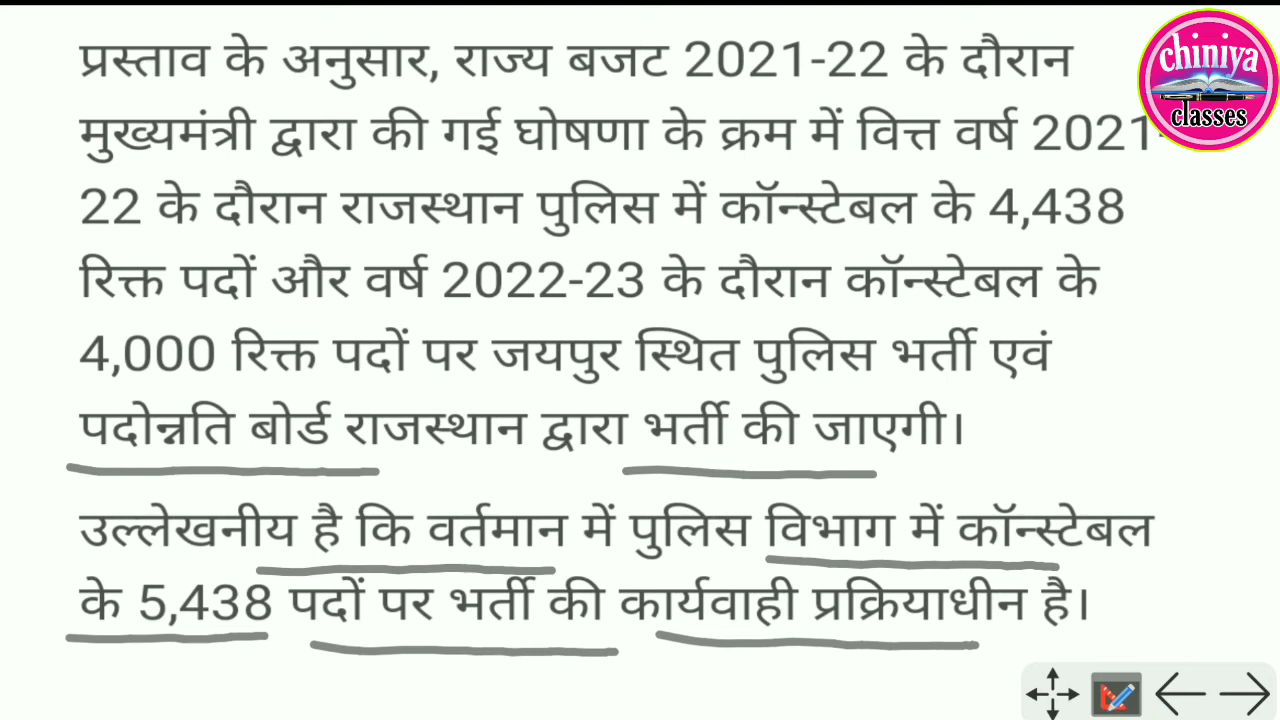 प्रस्ताव के अनुसार, राज्य बजट 2021-22 के दौरान
मुख्यमंत्री द्वारा की गई घोषणा के क्रम में वित्त वर्ष 2021-
22 के दौरान राजस्थान पुलिस में कॉन्स्टेबल के 4,438
रिक्त पदों और वर्ष 2022-23 के दौरान कॉन्स्टेबल के
4,000 रिक्त पदों पर जयपुर स्थित पुलिस भर्ती एवं
पदोन्नति बोर्ड राजस्थान द्वारा भर्ती की जाएगी।
उल्लेखनीय है कि वर्तमान में पुलिस विभाग में कॉन्स्टेबल
के 5,438 पदों पर भर्ती की कार्यवाही प्रक्रियाधीन है।
chiniya
classes